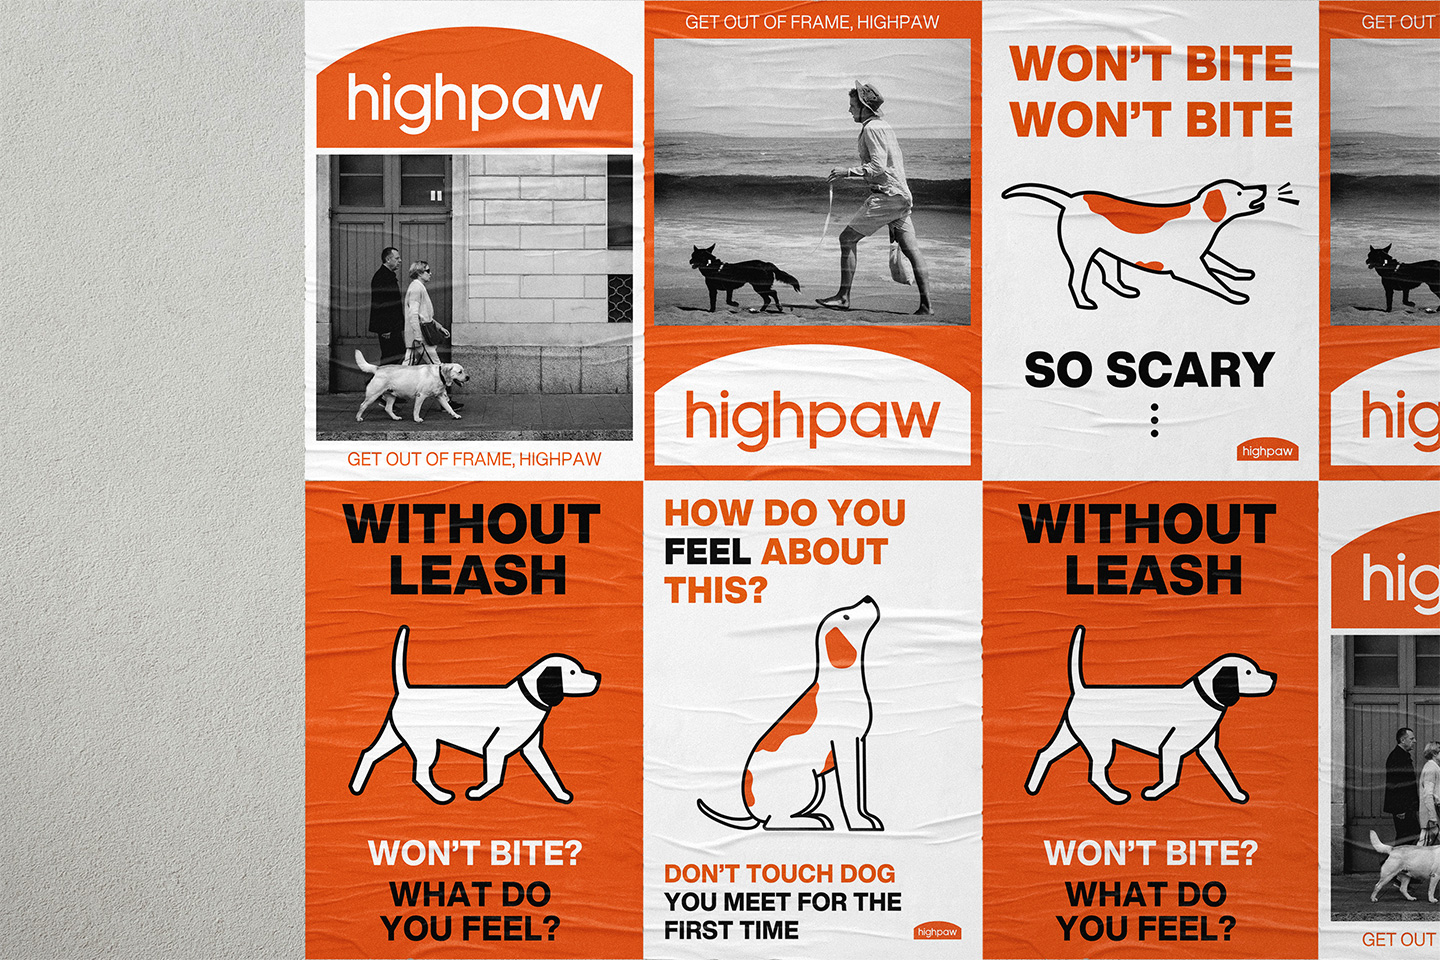 highpaw
GET OUT OF FRAME, HIGHPAW
GET OUT OF FRAME, HIGHPAW
highpaw
WON'T BITE
WON'T BITE
SO SCARY
highpaw
GET OUT
hig
WITHOUT
LEASH
WON'T BITE?
WHAT DO
YOU FEEL?
HOW DO YOU
FEEL ABOUT
THIS?
DON'T TOUCH DOG
YOU MEET FOR THE
FIRST TIME
highpaw
WITHOUT
LEASH
WON'T BITE?
WHAT DO
YOU FEEL?
hig
GET OUT